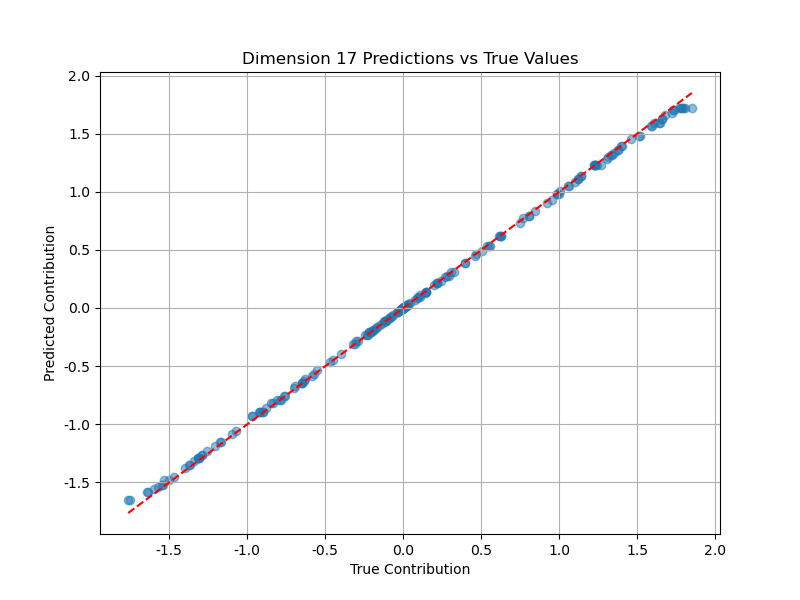 Dimension 17 Predictions vs True Values
Predicted Contribution
2.0
1.5
1.0
0.5
0.0
-0.5
-1.0
-1.5
-1.5 -1.0 -0.5 0.0 0.5 1.0 1.5 2.0
True Contribution